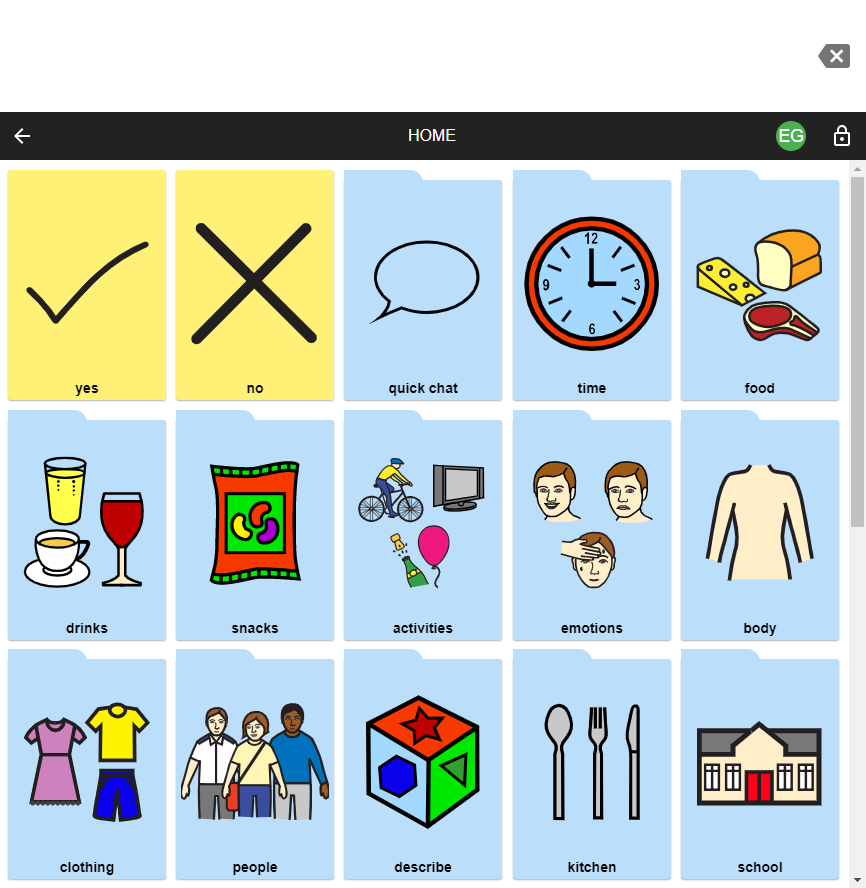 HOME
EG
yes
no
quick chat
12
3
6
9
time
food
drinks
snacks
activities
emotions
body
clothing
people
describe
kitchen
school